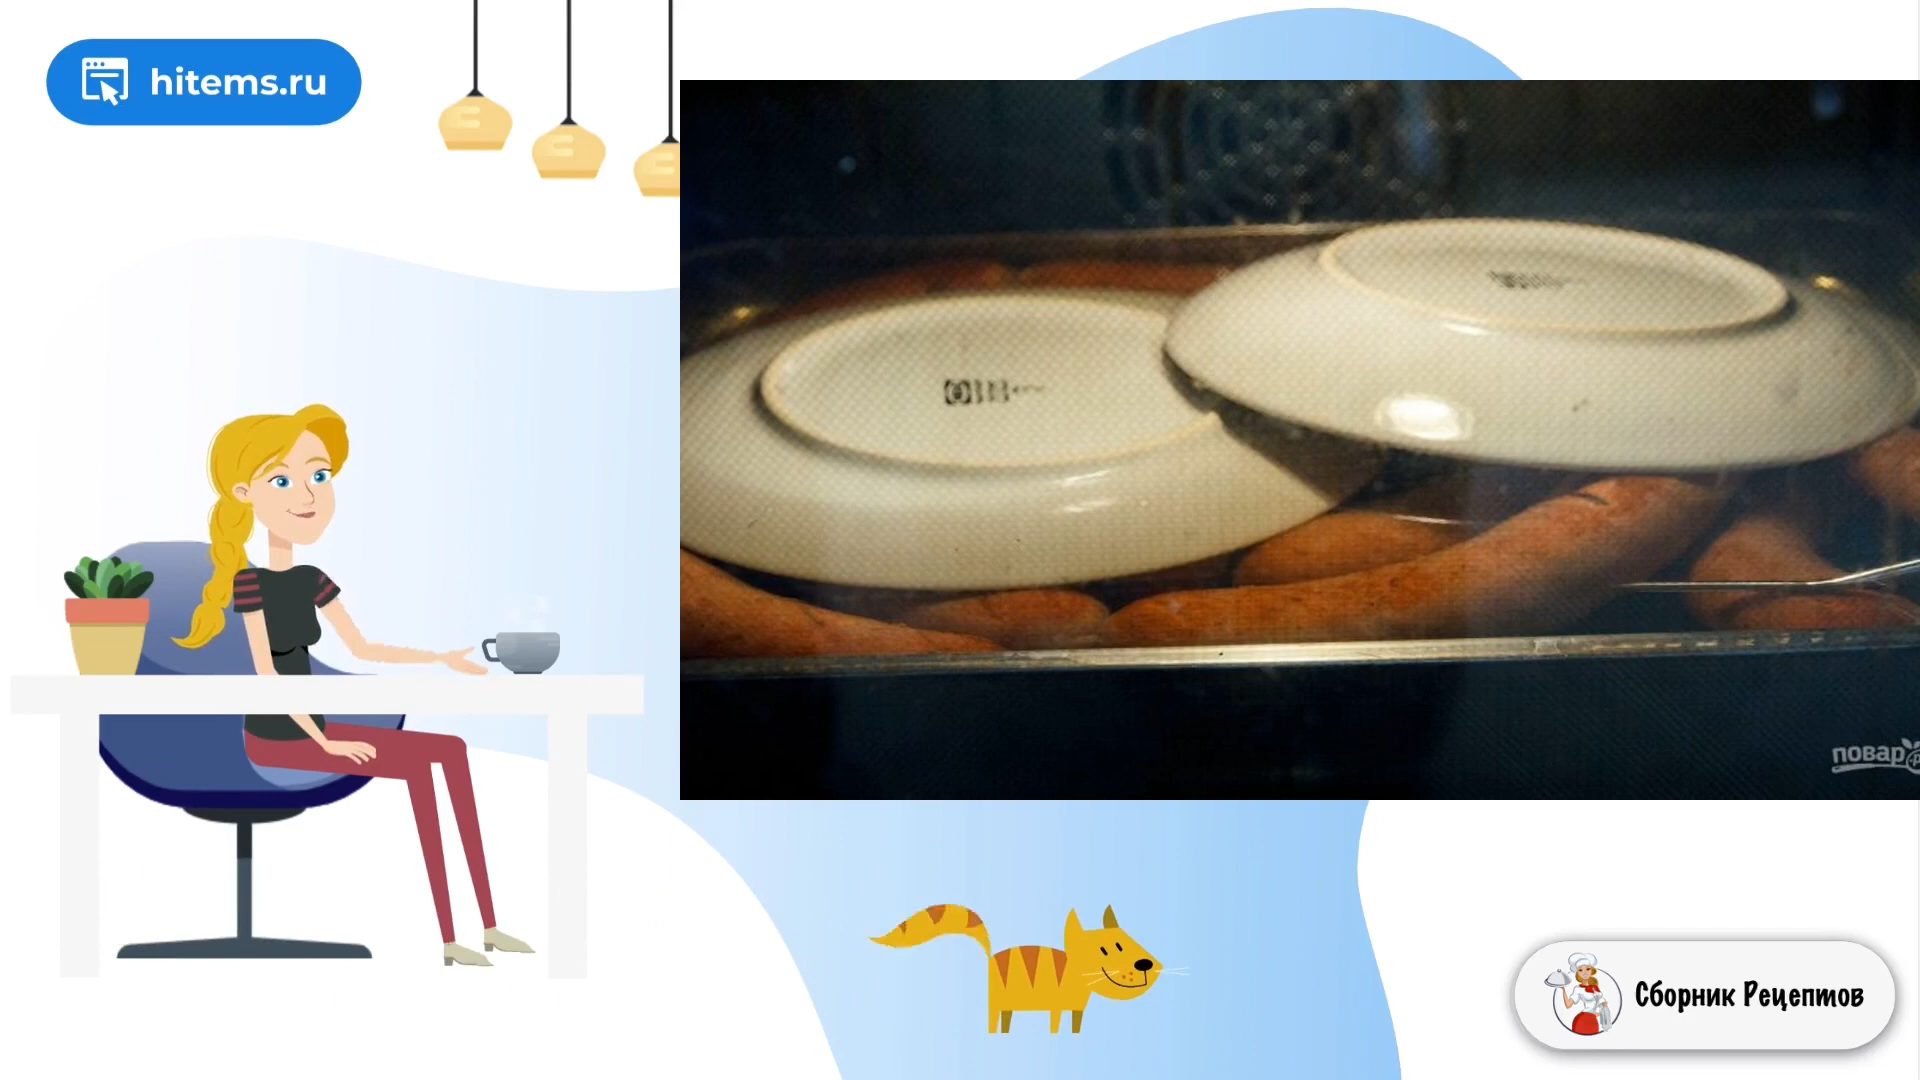 hitems.ru
повар
Сборник Рецептов